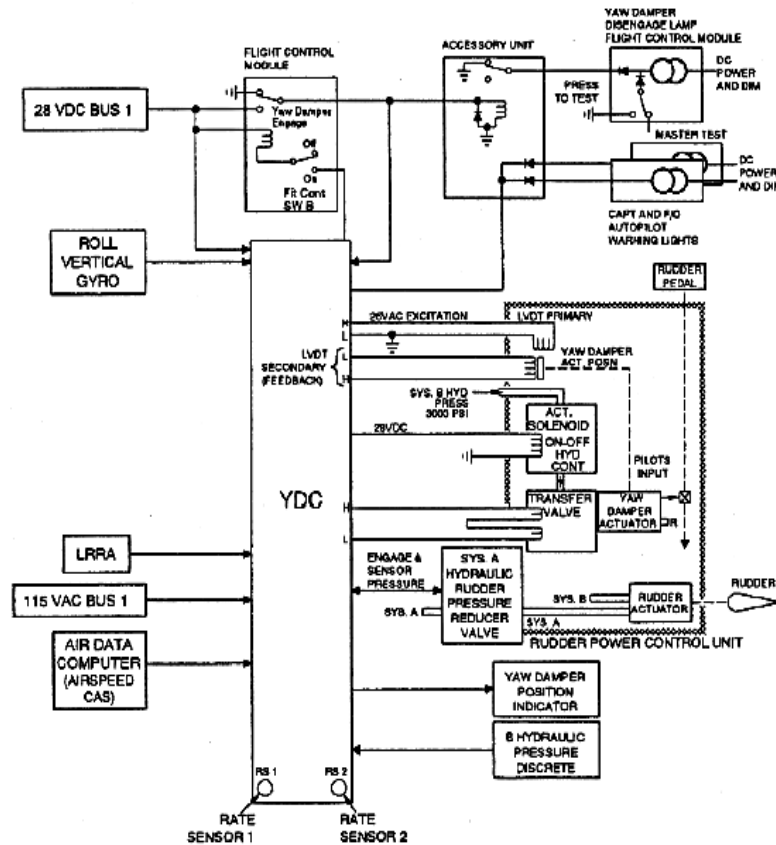 YAW DAMPER
DISENGAGE LAMP
FLIGHT CONTROL MODULE
FLIGHT CONTROL
MODULE
ACCESSORY UNIT
DC
POWER
AND DIM
PRESS
TO TEST
28 VDC BUS 1
Yaw Damper
Engage
Off
On
Flt Cont
SW B
MASTER TEST
DC
POWER
AND DIM
CAPT AND F/O
AUTOPILOT
WARNING LIGHTS
ROLL
VERTICAL
GYRO
RUDDER
PEDAL
H
26VAC EXCITATION
LVDT PRIMARY
L
LVDT
SECONDARY
(FEEDBACK)
L
H
YAW DAMPER
ACT. POSN
SYS. B HYD
PRESS
3000 PSI
ACT.
SOLENOID
28VDC
ON-OFF
HYD
CONT
PILOTS
INPUT
YDC
H
L
TRANSFER
VALVE
YAW
DAMPER
ACTUATOR
R
LRRA
ENGAGE &
SENSOR
PRESSURE
SYS. A
HYDRAULIC
RUDDER
PRESSURE
REDUCER
VALVE
115 VAC BUS 1
SYS. A
SYS. B
SYS. A
RUDDER
ACTUATOR
RUDDER
RUDDER POWER CONTROL UNIT
AIR DATA
COMPUTER
(AIRSPEED
CAS)
YAW DAMPER
POSITION
INDICATOR
B HYDRAULIC
PRESSURE
DISCRETE
RS 1
RS 2
RATE
SENSOR 1
RATE
SENSOR 2